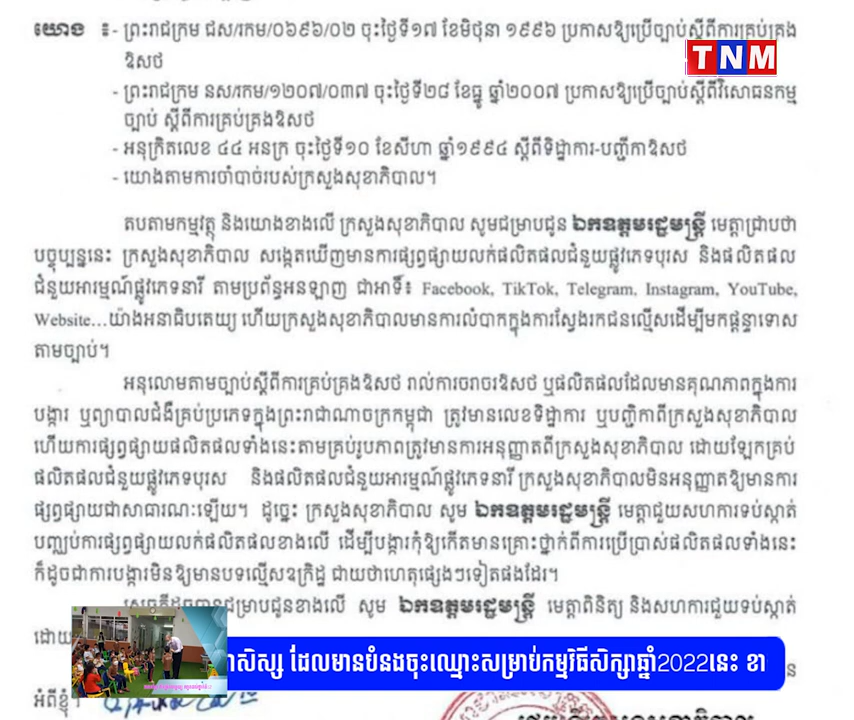 យោង ៖- ព្រះរាជក្រម ជស/រកម/០៦៩៦/០២ ចុះថ្ងៃទី១៧ ខែមិថុនា ១៩៩៦ ប្រកាសឱ្យប្រើច្បាប់ស្ដីពីការគ្រប់គ្រង
ឱសថ
TNM
- ព្រះរាជក្រម នស/រកម/១២០៧/០៣៧ ចុះថ្ងៃទី២៨ ខែធ្នូ ឆ្នាំ២០០៧ ប្រកាសឱ្យប្រើច្បាប់ស្ដីពីវិសោធនកម្ម
ច្បាប់ ស្ដីពីការគ្រប់គ្រងឱសថ
- អនុក្រិតលេខ ៤៤ អនក្រ ចុះថ្ងៃទី១០ ខែសីហា ឆ្នាំ១៩៩៤ ស្ដីពីទិដ្ឋាការ-បញ្ជីកាឱសថ
- យោងតាមការចាំបាច់របស់ក្រសួងសុខាភិបាល។
តបតាមកម្មវត្ថុ និងយោងខាងលើ ក្រសួងសុខាភិបាល សូមជម្រាបជូន ឯកឧត្តមរដ្ឋមន្ត្រី មេត្តាជ្រាបថា
បច្ចុប្បន្ននេះ ក្រសួងសុខាភិបាល សង្កេតឃើញមានការផ្សព្វផ្សាយលក់ផលិតផលជំនួយផ្លូវភេទបុរស និងផលិតផល
ជំនួយអារម្មណ៍ផ្លូវភេទនារី តាមប្រព័ន្ធអនឡាញ ជាអាទិ៍៖ Facebook, TikTok, Telegram, Instagram, YouTube,
Website...យ៉ាងអនាធិបតេយ្យ ហើយក្រសួងសុខាភិបាលមានការលំបាកក្នុងការស្វែងរកជនល្មើសដើម្បីមកផ្ដន្ទាទោស
តាមច្បាប់។
អនុលោមតាមច្បាប់ស្ដីពីការគ្រប់គ្រងឱសថ រាល់ការចរាចរឱសថ ឬផលិតផលដែលមានគុណភាពក្នុងការ
បង្ការ ឬព្យាបាលជំងឺគ្រប់ប្រភេទក្នុងព្រះរាជាណាចក្រកម្ពុជា ត្រូវមានលេខទិដ្ឋាការ ឬបញ្ជិកាពីក្រសួងសុខាភិបាល
ហើយការផ្សព្វផ្សាយផលិតផលទាំងនេះតាមគ្រប់រូបភាពត្រូវមានការអនុញ្ញាតពីក្រសួងសុខាភិបាល ដោយឡែកគ្រប់
ផលិតផលជំនួយផ្លូវភេទបុរស និងផលិតផលជំនួយអារម្មណ៍ផ្លូវភេទនារី ក្រសួងសុខាភិបាលមិនអនុញ្ញាតឱ្យមានការ
ផ្សព្វផ្សាយជាសាធារណៈឡើយ។ ដូច្នេះ ក្រសួងសុខាភិបាល សូម ឯកឧត្តមរដ្ឋមន្ត្រី មេត្តាជួយសហការទប់ស្កាត់
បញ្ឈប់ការផ្សព្វផ្សាយលក់ផលិតផលខាងលើ ដើម្បីបង្ការកុំឱ្យកើតមានគ្រោះថ្នាក់ពីការប្រើប្រាស់ផលិតផលទាំងនេះ
ក៏ដូចជាការបង្ការមិនឱ្យមានបទល្មើសឧក្រិដ្ឋ ជាយថាហេតុផ្សេងៗទៀតផងដែរ។
សេចក្ដីដូចបានជម្រាបជូនខាងលើ សូម ឯកឧត្តមរដ្ឋមន្ត្រី មេត្តាពិនិត្យ និងសហការជួយទប់ស្កាត់
ដោយ
សិស្ស ដែលមានបំនងចុះឈ្មោះសម្រាប់កម្មវិធីសិក្សាឆ្នាំ2022នេះ ខា
អំពីខ្ញុំ។